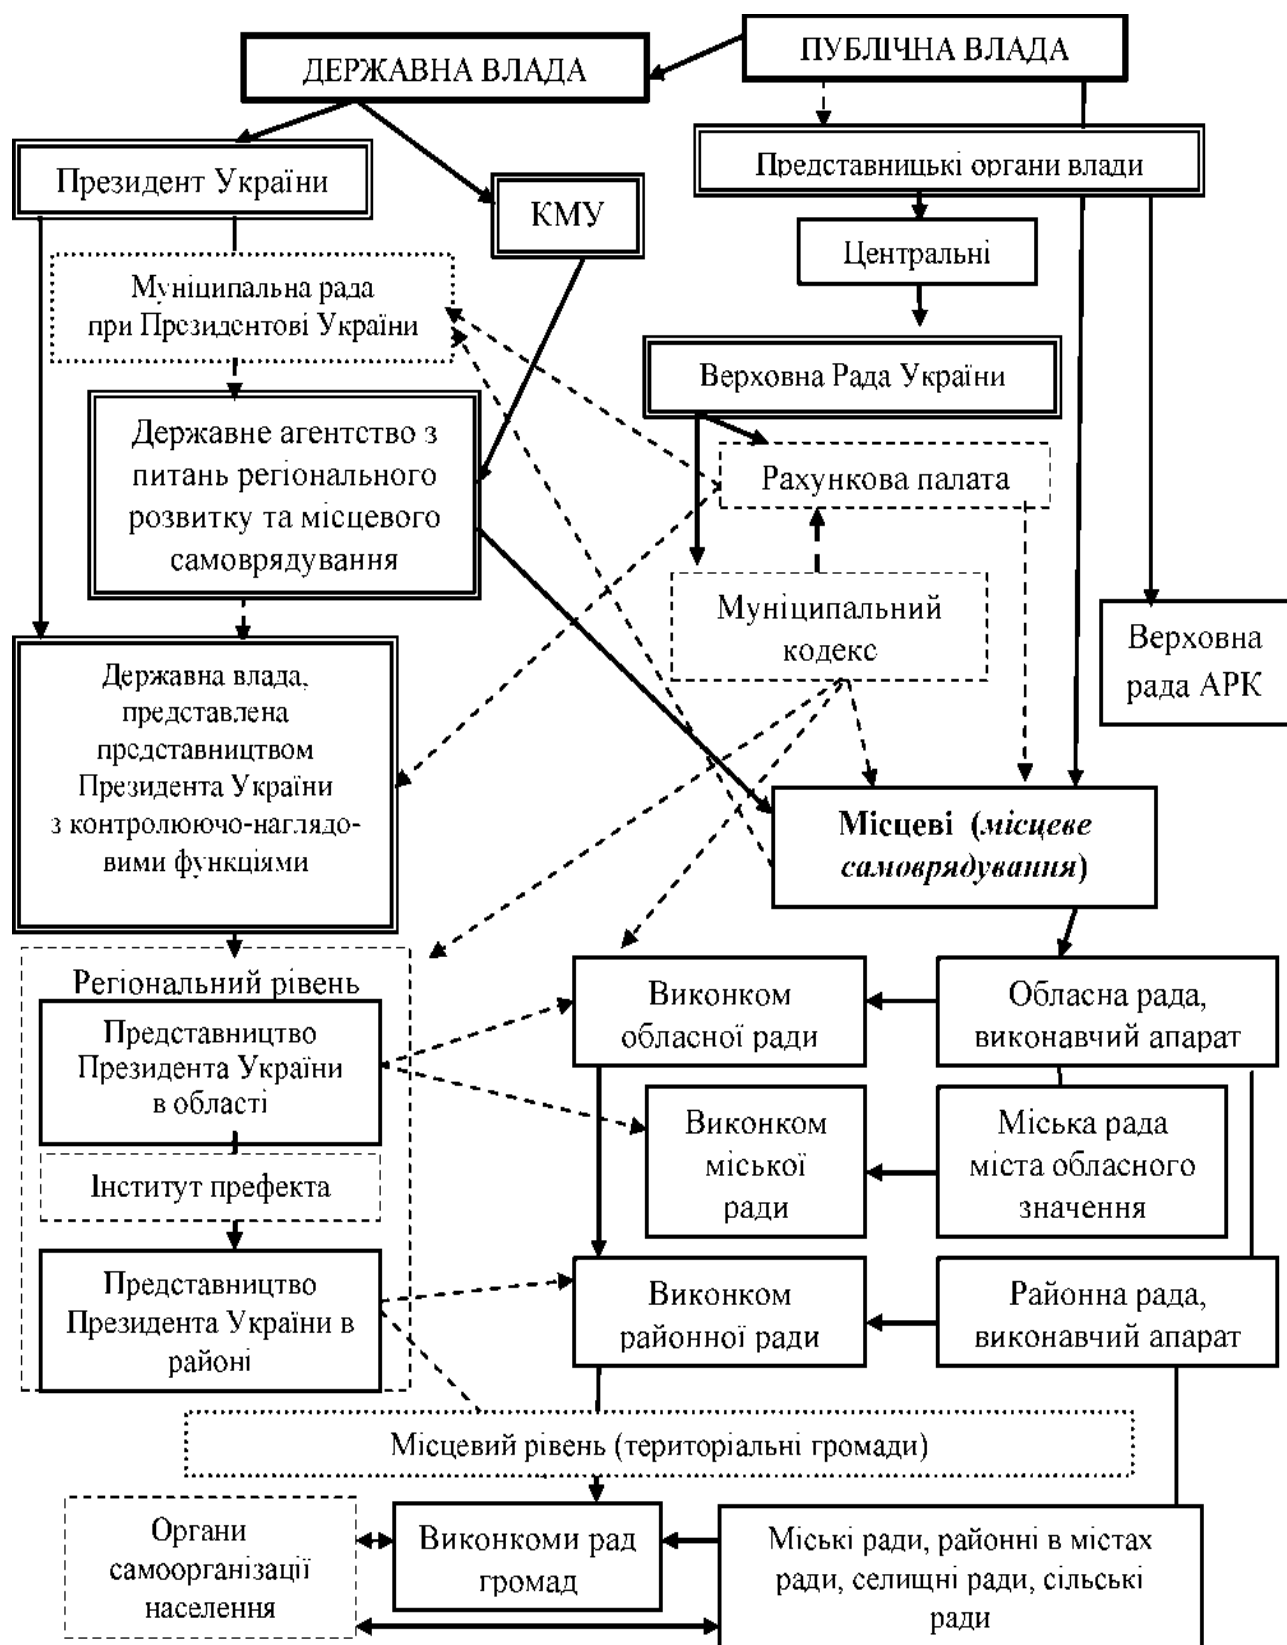 ПУБЛІЧНА ВЛАДА
ДЕРЖАВНА ВЛАДА
Представницькі органи влади
Президент України
КМУ
Центральні
Муніципальна рада
при Президентові України
Верховна Рада України
Державне агентство з
питань регіонального
розвитку та місцевого
самоврядування
Рахункова палата
Муніципальний
кодекс
Верховна
рада АРК
Державна влада,
представлена
представництвом
Президента України
з контролюючо-наглядо-
вими функціями
Місцеві (місцеве
самоврядування)
Регіональний рівень
Представництво
Президента України
в області
Виконком
обласної ради
Обласна рада,
виконавчий апарат
Виконком
міської
ради
Міська рада
міста обласного
значення
Інститут префекта
Представництво
Президента України в
районі
Виконком
районної ради
Районна рада,
виконавчий апарат
Місцевий рівень (територіальні громади)
Органи
самоорганізації
населення
Виконкоми рад
громад
Міські ради, районні в містах
ради, селищні ради, сільські
ради